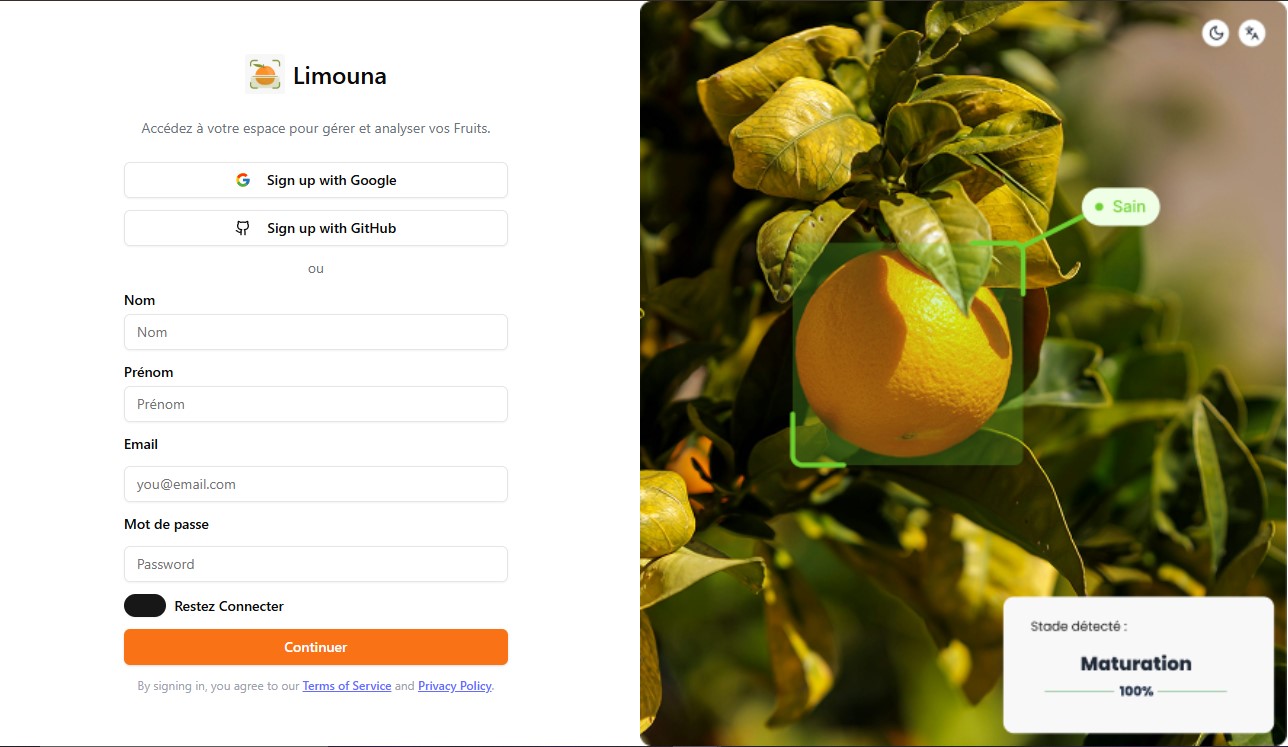 Limouna
Accédez à votre espace pour gérer et analyser vos Fruits.
Sign up with Google
Sign up with GitHub
ou
Nom
Nom
Prénom
Prénom
Email
you@email.com
Mot de passe
Password
Restez Connecter
Continuer
By signing in, you agree to our Terms of Service and Privacy Policy.
Sain
Stade détecté :
Maturation
100%